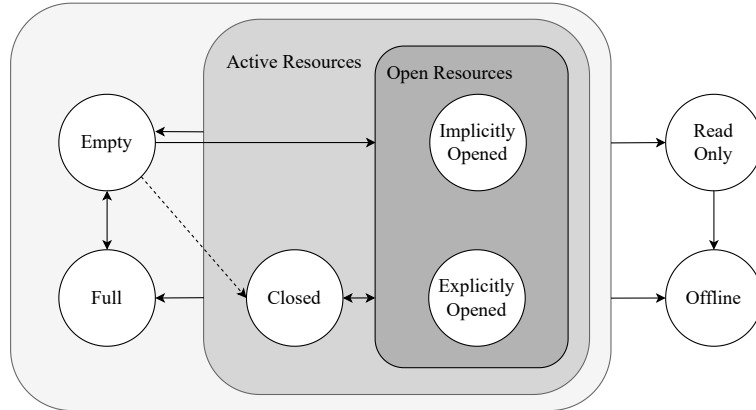 Active Resources
Open Resources
Empty
Implicitly
Opened
Read
Only
Full
Closed
Explicitly
Opened
Offline